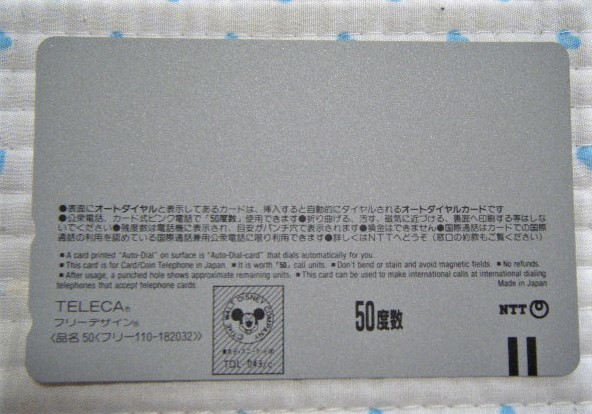 ●表面にオートダイヤルと表示してあるカードは、挿入すると自動的にダイヤルされるオートダイヤルカードです
●公衆電話、カード式ピンク電話で「50度数」使用できます●折り曲げる、汚す、磁気に近づける、裏面へ印刷する等はしな
いでください●残度数は電話機に表示され、目安がパンチ穴で表示されます●換金はできません●国際通話はカードでの国際
通話の利用を認めている国際通話兼用公衆電話に限り利用できます●詳しくはNTTへどうぞ（窓口の約款もご覧ください）
■A card printed "Auto-Dial" on surface is "Auto-Dial-card" that dials automatically for you.
■This card is for Card/Coin Telephone in Japan. ■It is worth "50" call units. ■Don't bend or stain and avoid magnetic fields. ■No refunds.
■After usage, a punched hole shows approximate remaining units. ■This card can be used to make international calls at international dialing
telephones that accept telephone cards.
Made in Japan
TELECA®
フリーデザイン®
〈品名 50〈フリー110-182032〉〉
©THE WALT DISNEY COMPANY
50度数
NTT